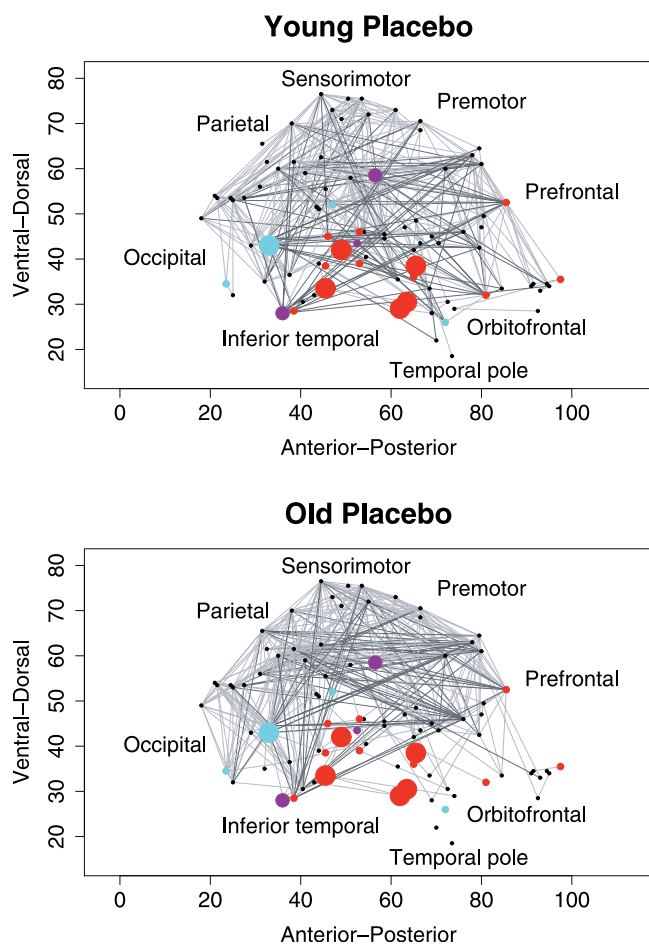 Young Placebo
Sensorimotor
Premotor
Parietal
Prefrontal
Occipital
Inferior temporal
Orbitofrontal
Temporal pole
Ventral–Dorsal
20 30 40 50 60 70 80
0 20 40 60 80 100
Anterior–Posterior
Old Placebo
Sensorimotor
Premotor
Parietal
Prefrontal
Occipital
Inferior temporal
Orbitofrontal
Temporal pole
Ventral–Dorsal
20 30 40 50 60 70 80
0 20 40 60 80 100
Anterior–Posterior